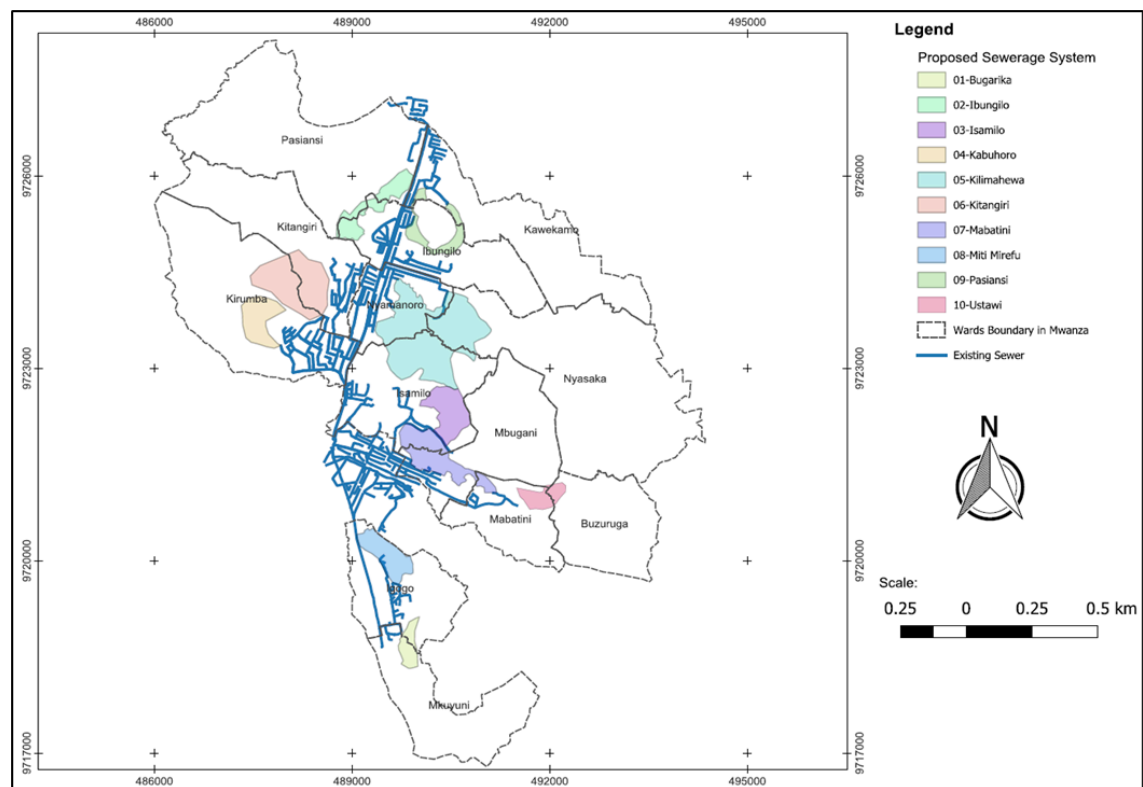 486000 489000 492000 495000
Legend
Proposed Sewerage System
01-Bugarika
02-Ibungilo
03-Isamilo
04-Kabuhoro
05-Kilimahewa
06-Kitangiri
07-Mabatini
08-Miti Mirefu
09-Pasiansi
10-Ustawi
Wards Boundary in Mwanza
Existing Sewer
N
Scale:
0.25 0 0.25 0.5 km
9726000 9726000
9723000 9723000
9720000 9720000
9717000 9717000
Pasiansi
Kitangiri
Kawekamo
Ibungilo
Kirumba
Nyamanoro
Nyasaka
Isamilo
Mbugani
Mabatini
Buzuruga
Mkuyuni
486000 489000 492000 495000